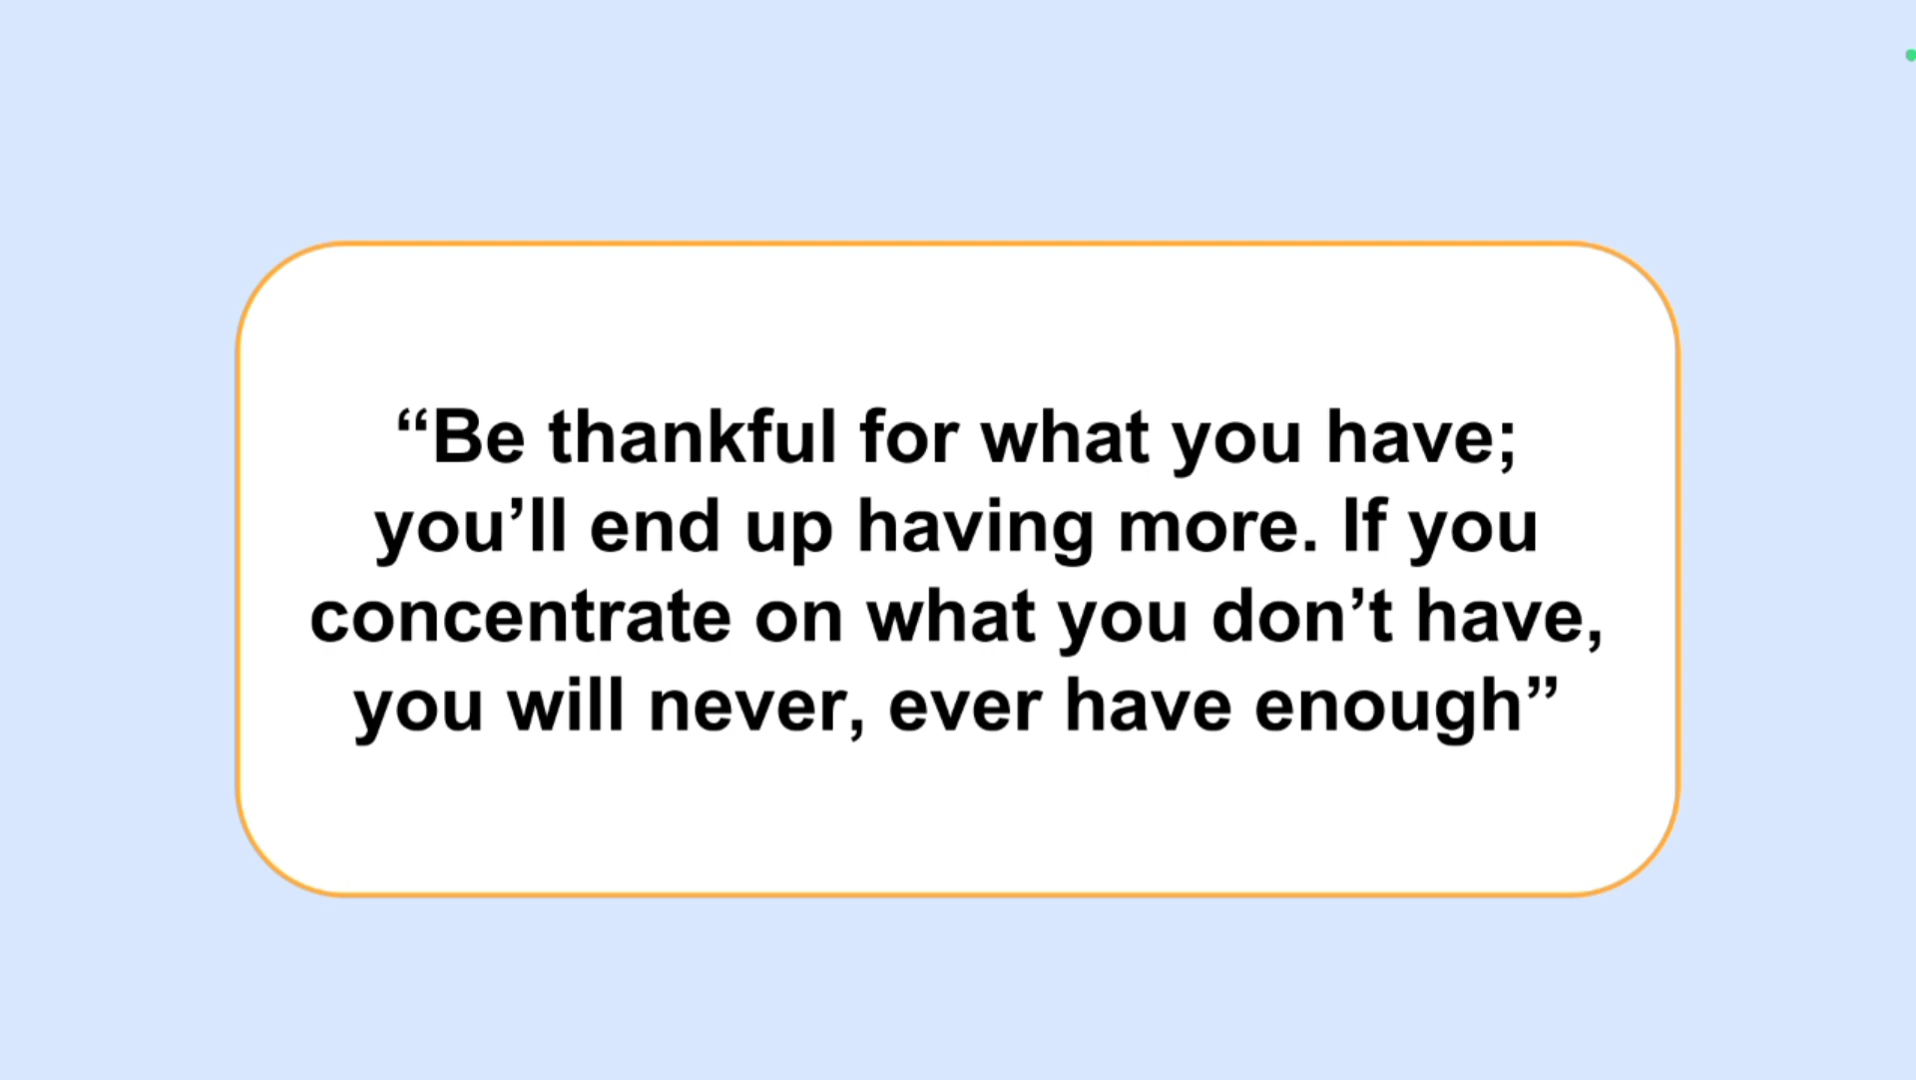 “Be thankful for what you have;
you’ll end up having more. If you
concentrate on what you don’t have,
you will never, ever have enough”